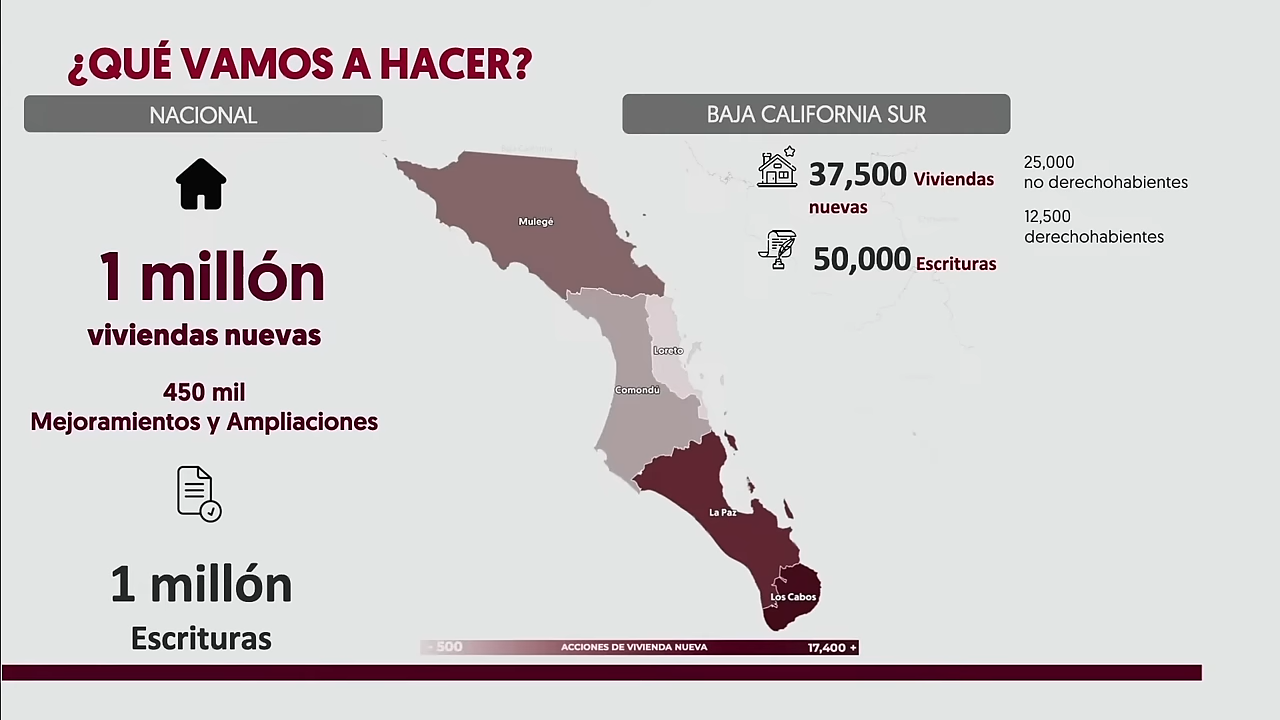 ¿QUÉ VAMOS A HACER?
NACIONAL
1 millón
viviendas nuevas
450 mil
Mejoramientos y Ampliaciones
1 millón
Escrituras
BAJA CALIFORNIA SUR
37,500 Viviendas
nuevas
50,000 Escrituras
25,000
no derechohabientes
12,500
derechohabientes
Mulegé
Loreto
Comondú
La Paz
Los Cabos
- 500 ACCIONES DE VIVIENDA NUEVA 17,400 +